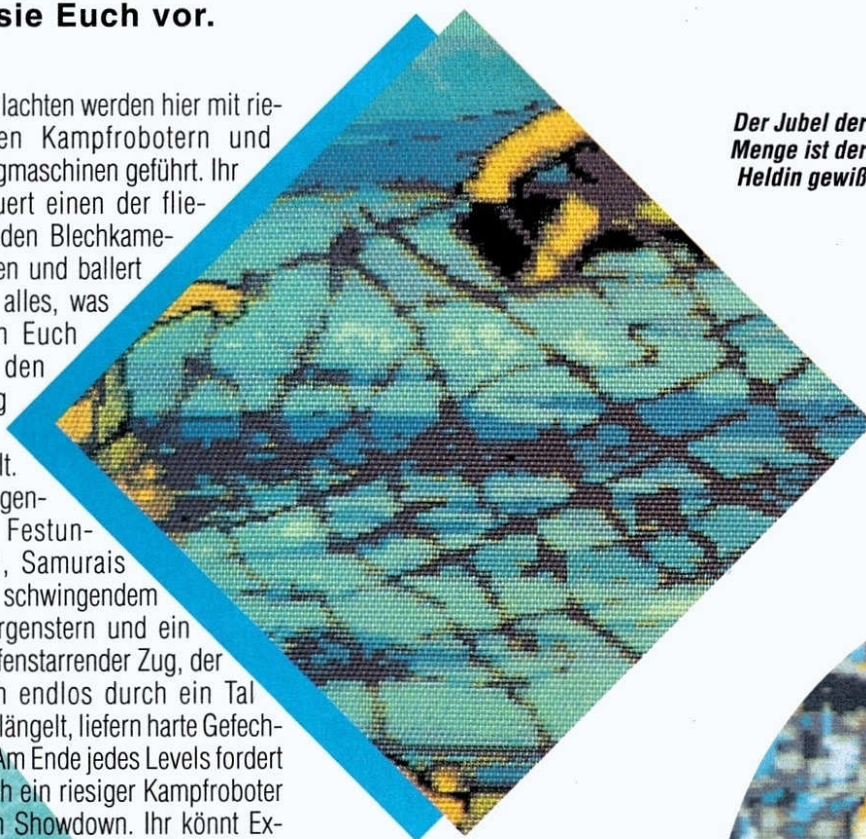 sie Euch vor.
lachten werden hier mit rie-
en Kampfrobotern und
gmaschinen geführt. Ihr
uert einen der flie-
den Blechkame-
en und ballert
alles, was
n Euch
den
g
lt.
gen-
Festun-
, Samurais
schwingendem
rgenstern und ein
fenstarrender Zug, der
h endlos durch ein Tal
längelt, liefern harte Gefech-
Am Ende jedes Levels fordert
ch ein riesiger Kampfroboter
n Showdown. Ihr könnt Ex-
Der Jubel der
Menge ist der
Heldin gewiß